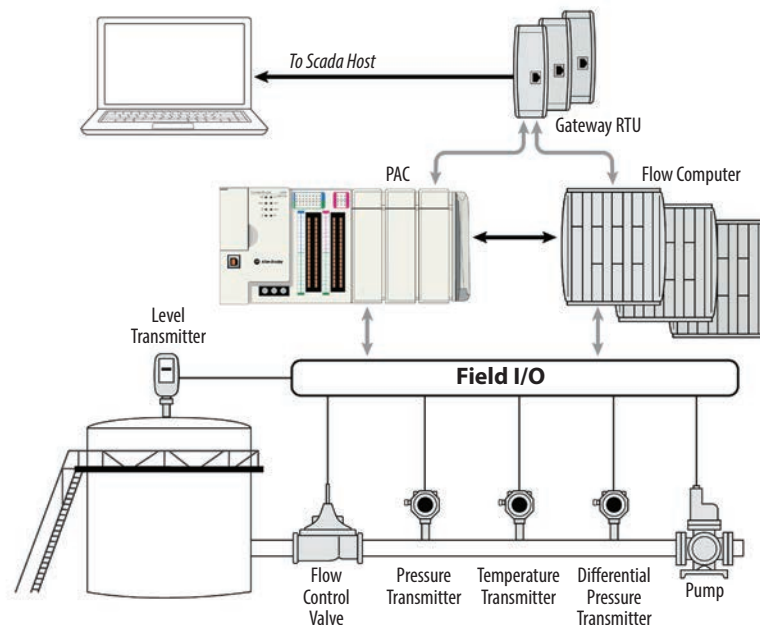 To Scada Host
Gateway RTU
PAC
Flow Computer
Level
Transmitter
Field I/O
Flow
Control
Valve
Pressure
Transmitter
Temperature
Transmitter
Differential
Pressure
Transmitter
Pump